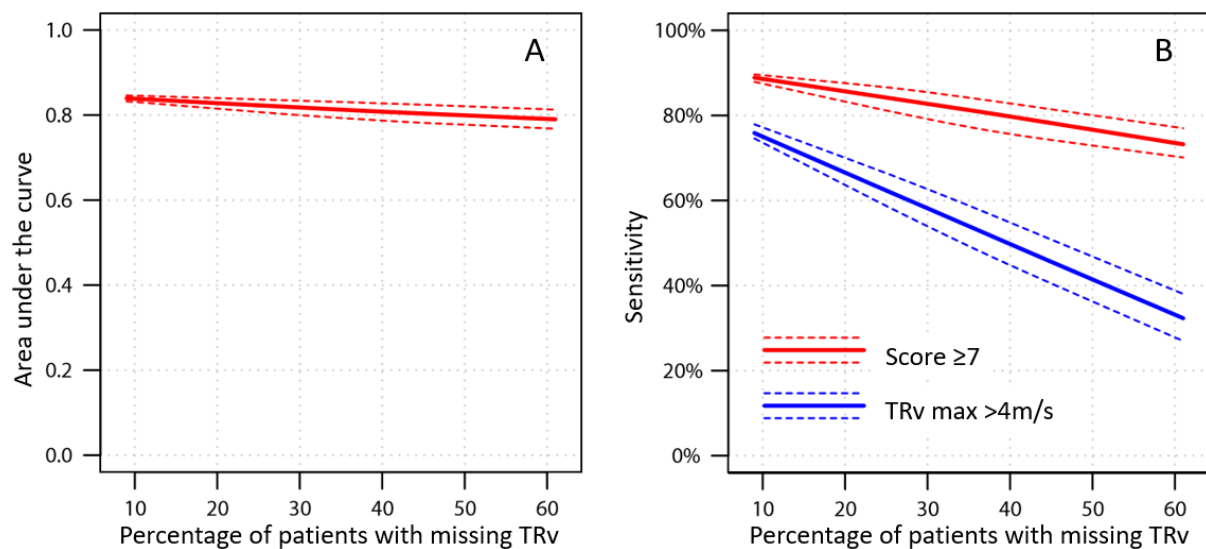 A
Area under the curve
1.0
0.8
0.6
0.4
0.2
0.0
10 20 30 40 50 60
Percentage of patients with missing TRv
B
Sensitivity
100%
80%
60%
40%
20%
0%
Score ≥7
TRv max >4m/s
10 20 30 40 50 60
Percentage of patients with missing TRv